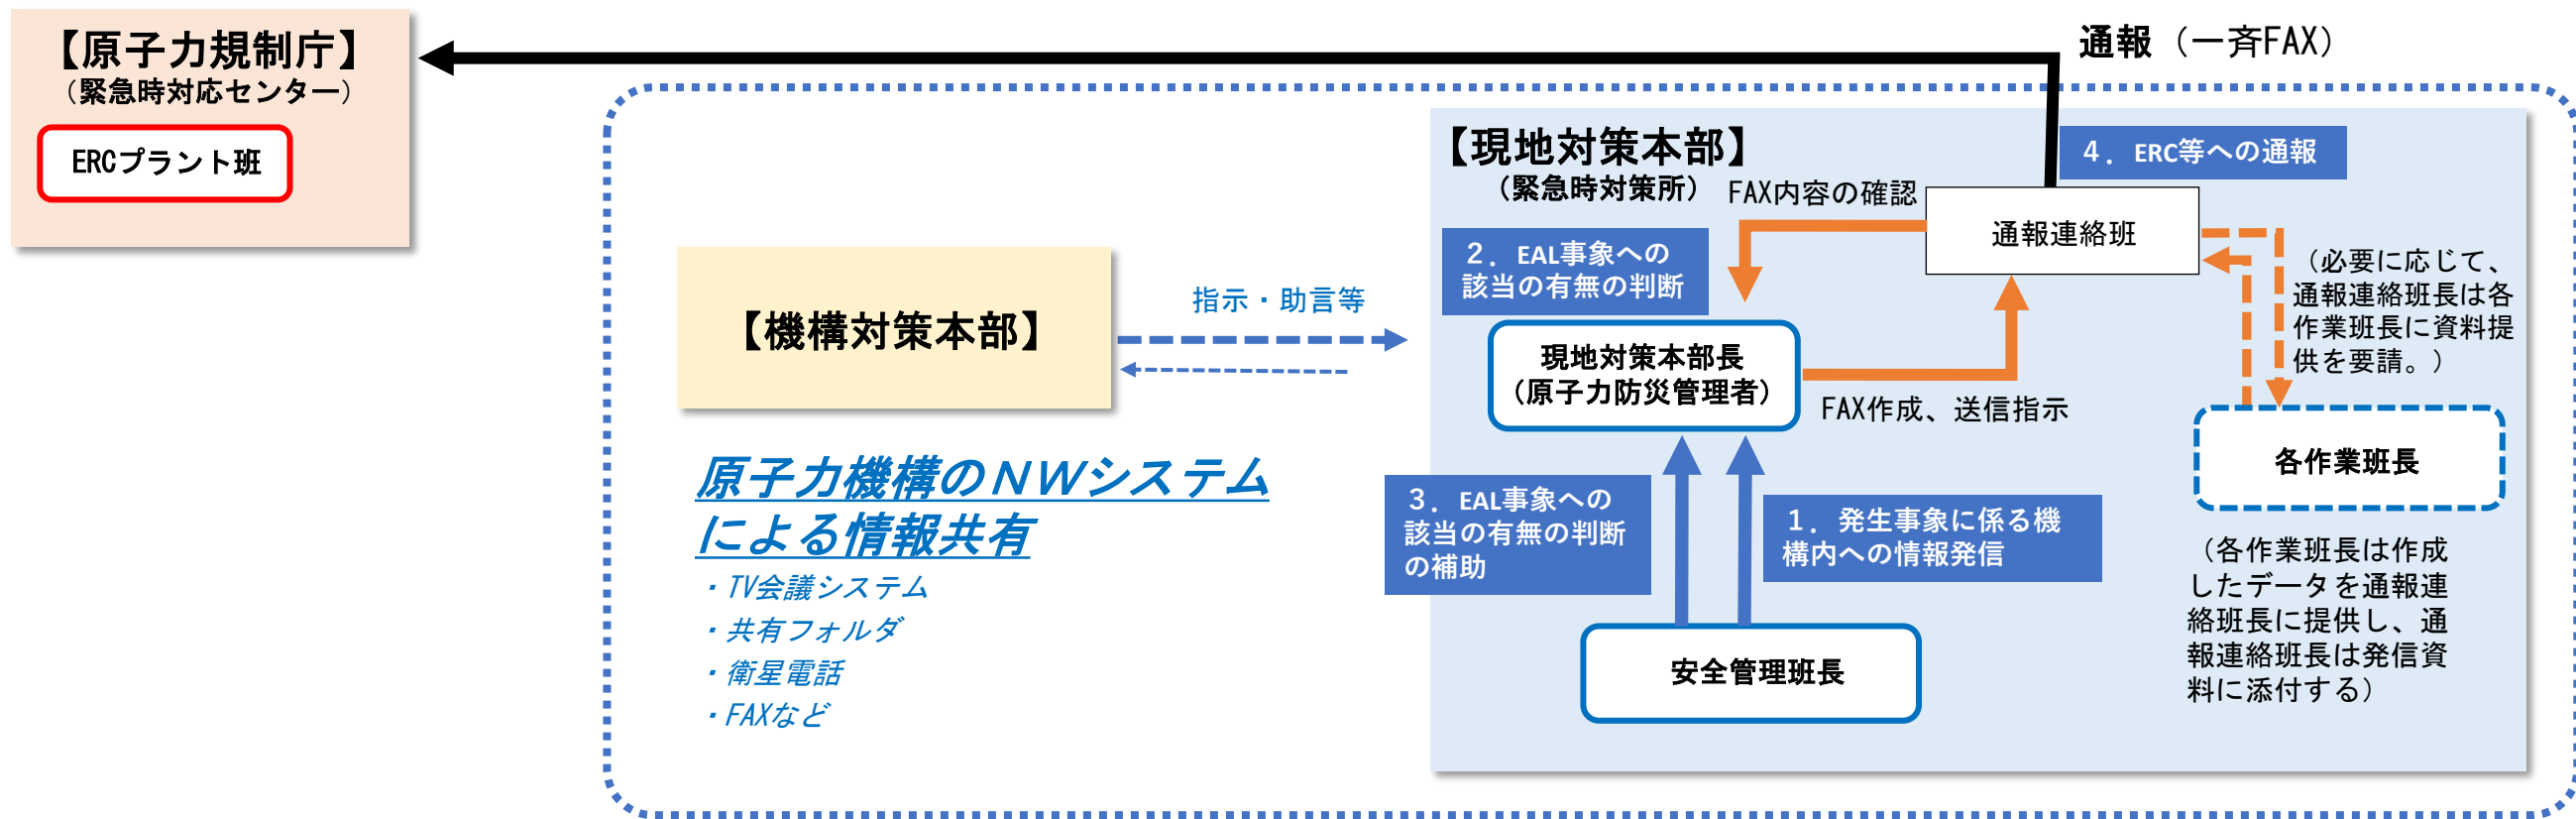 【原子力規制庁】
（緊急時対応センター）
ERCプラント班
通報（一斉FAX）
【現地対策本部】
（緊急時対策所）
４．ERC等への通報
FAX内容の確認
通報連絡班
２．EAL事象への
該当の有無の判断
（必要に応じて、
通報連絡班長は各
作業班長に資料提
供を要請。）
【機構対策本部】
指示・助言等
現地対策本部長
（原子力防災管理者）
FAX作成、送信指示
各作業班長
原子力機構のＮＷシステム
による情報共有
・TV会議システム
・共有フォルダ
・衛星電話
・FAXなど
３．EAL事象への
該当の有無の判断
の補助
１．発生事象に係る機
構内への情報発信
（各作業班長は作成
したデータを通報連
絡班長に提供し、通
報連絡班長は発信資
料に添付する）
安全管理班長